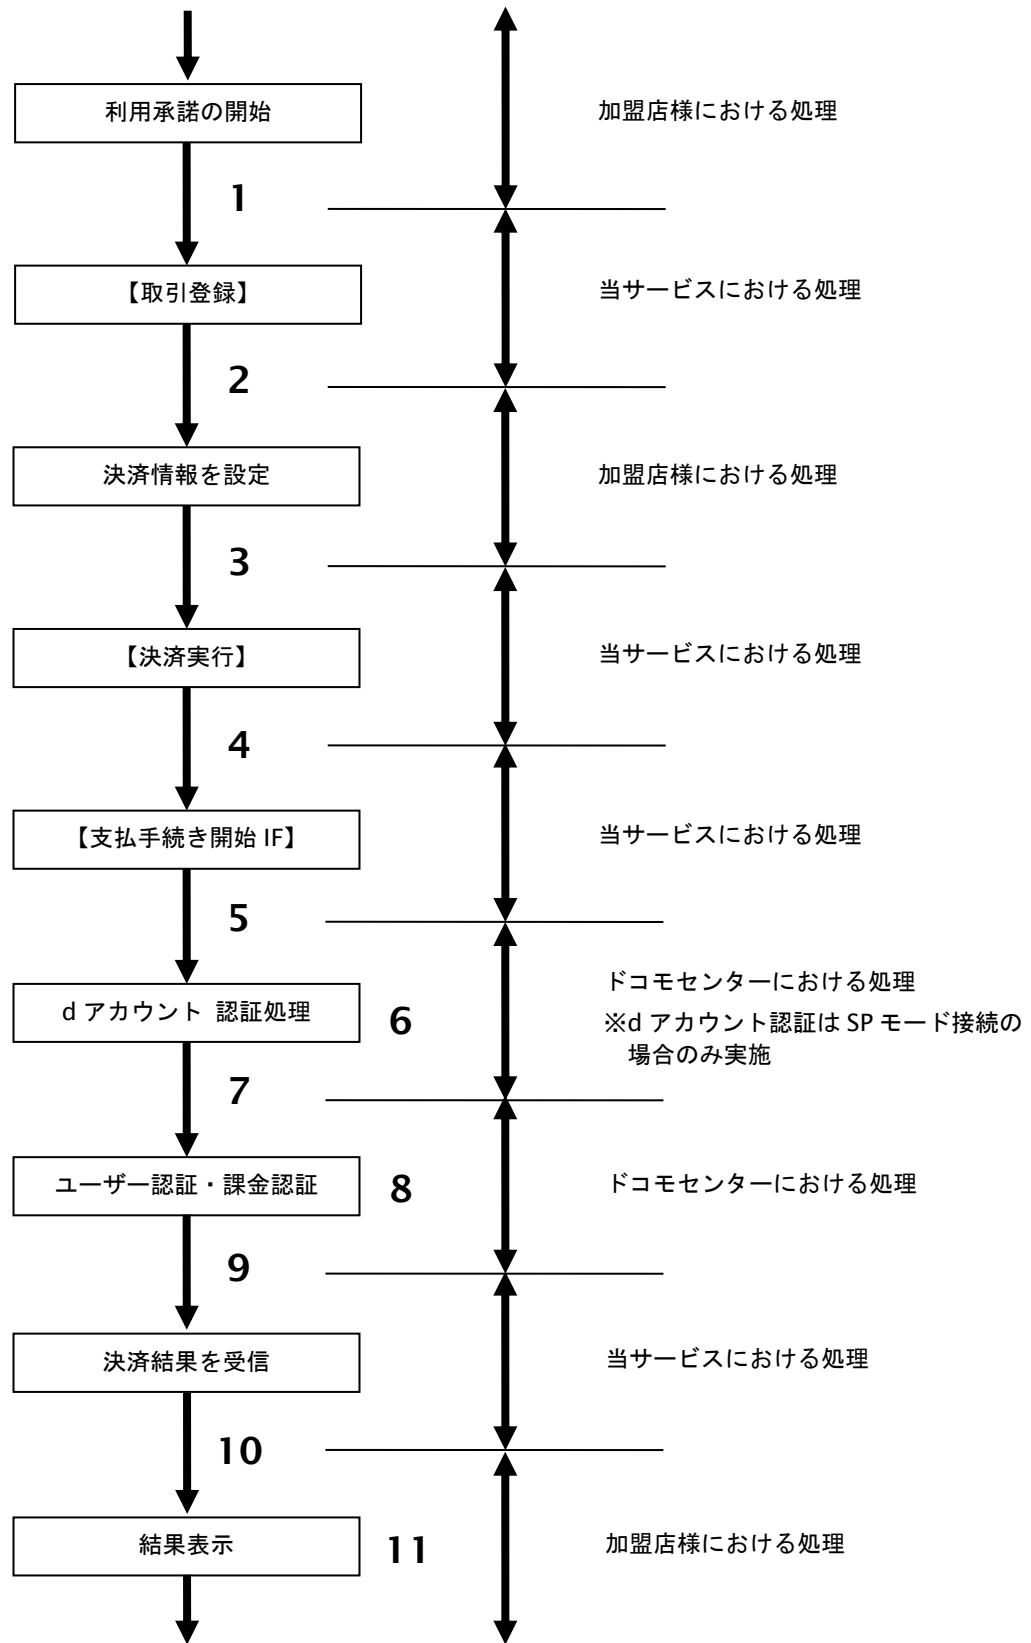 利用承諾の開始
加盟店様における処理
1
【取引登録】
当サービスにおける処理
2
決済情報を設定
加盟店様における処理
3
【決済実行】
当サービスにおける処理
4
【支払手続き開始 IF】
当サービスにおける処理
5
d アカウント 認証処理
6
ドコモセンターにおける処理
※d アカウント認証は SP モード接続の
場合のみ実施
7
ユーザー認証・課金認証
8
ドコモセンターにおける処理
9
決済結果を受信
当サービスにおける処理
10
結果表示
11
加盟店様における処理